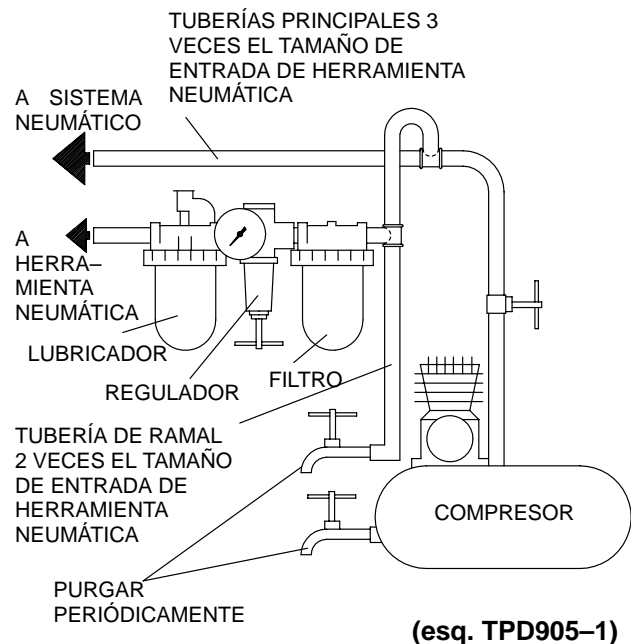 TUBERÍAS PRINCIPALES 3
VECES EL TAMAÑO DE
ENTRADA DE HERRAMIENTA
NEUMÁTICA
A SISTEMA
NEUMÁTICO
A
HERRA–
MIENTA
NEUMÁTICA
LUBRICADOR
REGULADOR
FILTRO
TUBERÍA DE RAMAL
2 VECES EL TAMAÑO
DE ENTRADA DE
HERRAMIENTA
NEUMÁTICA
COMPRESOR
PURGAR
PERIÓDICAMENTE
(esq. TPD905–1)